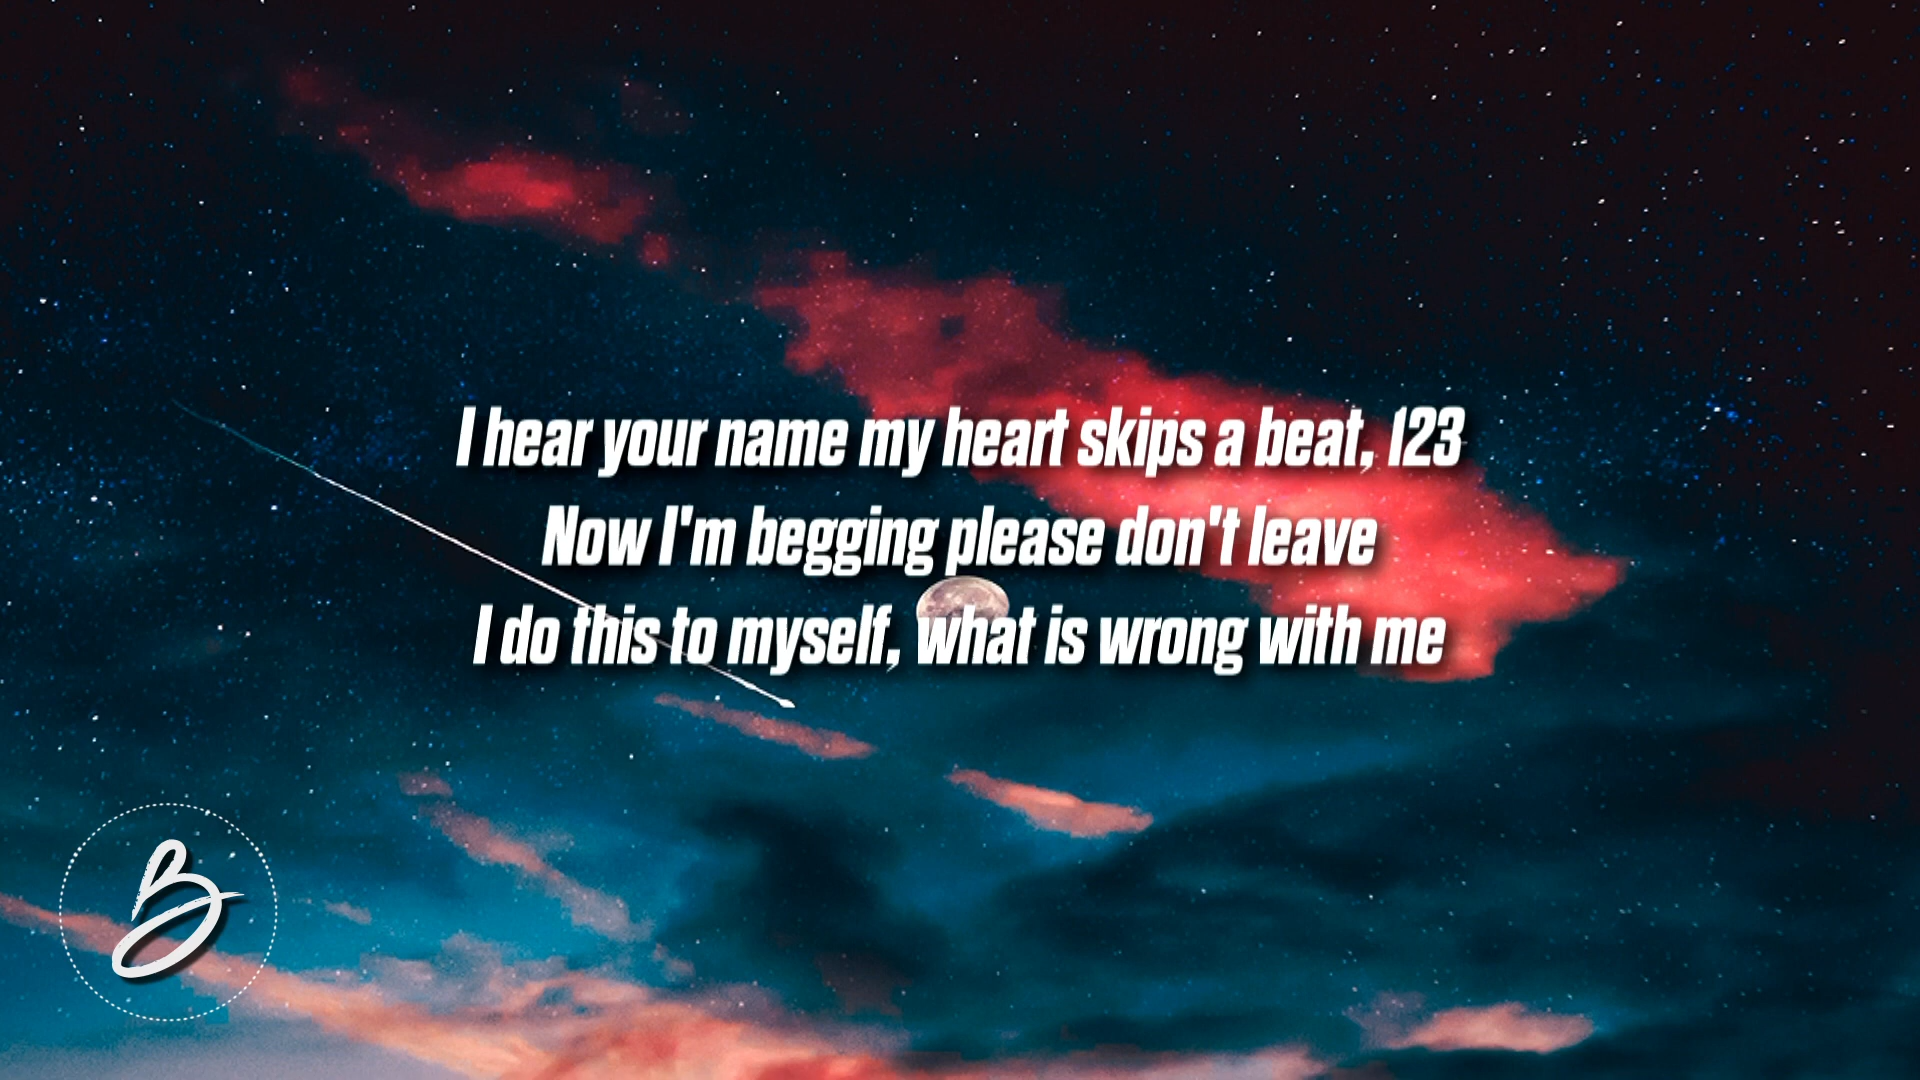 I hear your name my heart skips a beat, 123
Now I'm begging please don't leave
I do this to myself, what is wrong with me
B